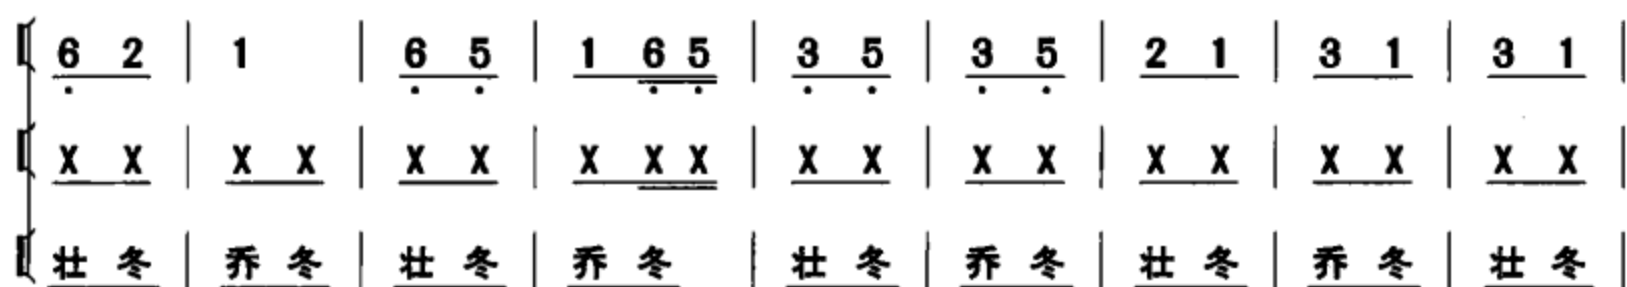 6 2 | 1 | 6 5 | 1 6 5 | 3 5 | 3 5 | 2 1 | 3 1 | 3 1 |
X X | X X | X X | X X X | X X | X X | X X | X X | X X |
壮 冬 | 乔 冬 | 壮 冬 | 乔 冬 | 壮 冬 | 乔 冬 | 壮 冬 | 乔 冬 | 壮 冬 |